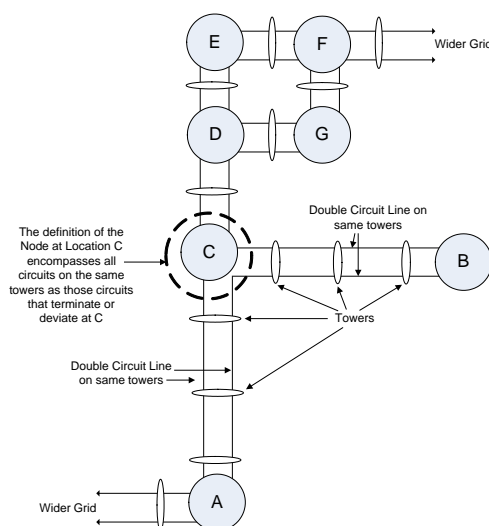 E
F
Wider Grid
D
G
Double Circuit Line on
same towers
The definition of the
Node at Location C
encompasses all
circuits on the same
towers as those circuits
that terminate or
deviate at C
C
B
Towers
Double Circuit Line
on same towers
A
Wider Grid